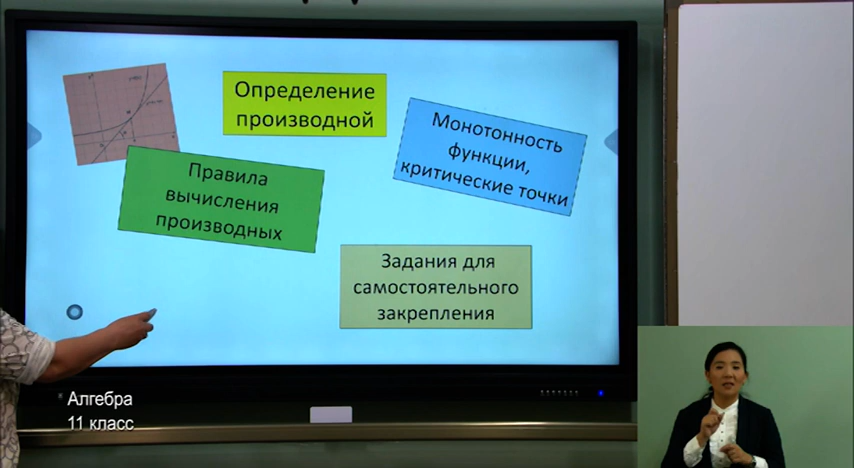 Определение
производной
Монотонность
функции,
критические точки
Правила
вычисления
производных
Задания для
самостоятельного
закрепления
Алгебра
11 класс